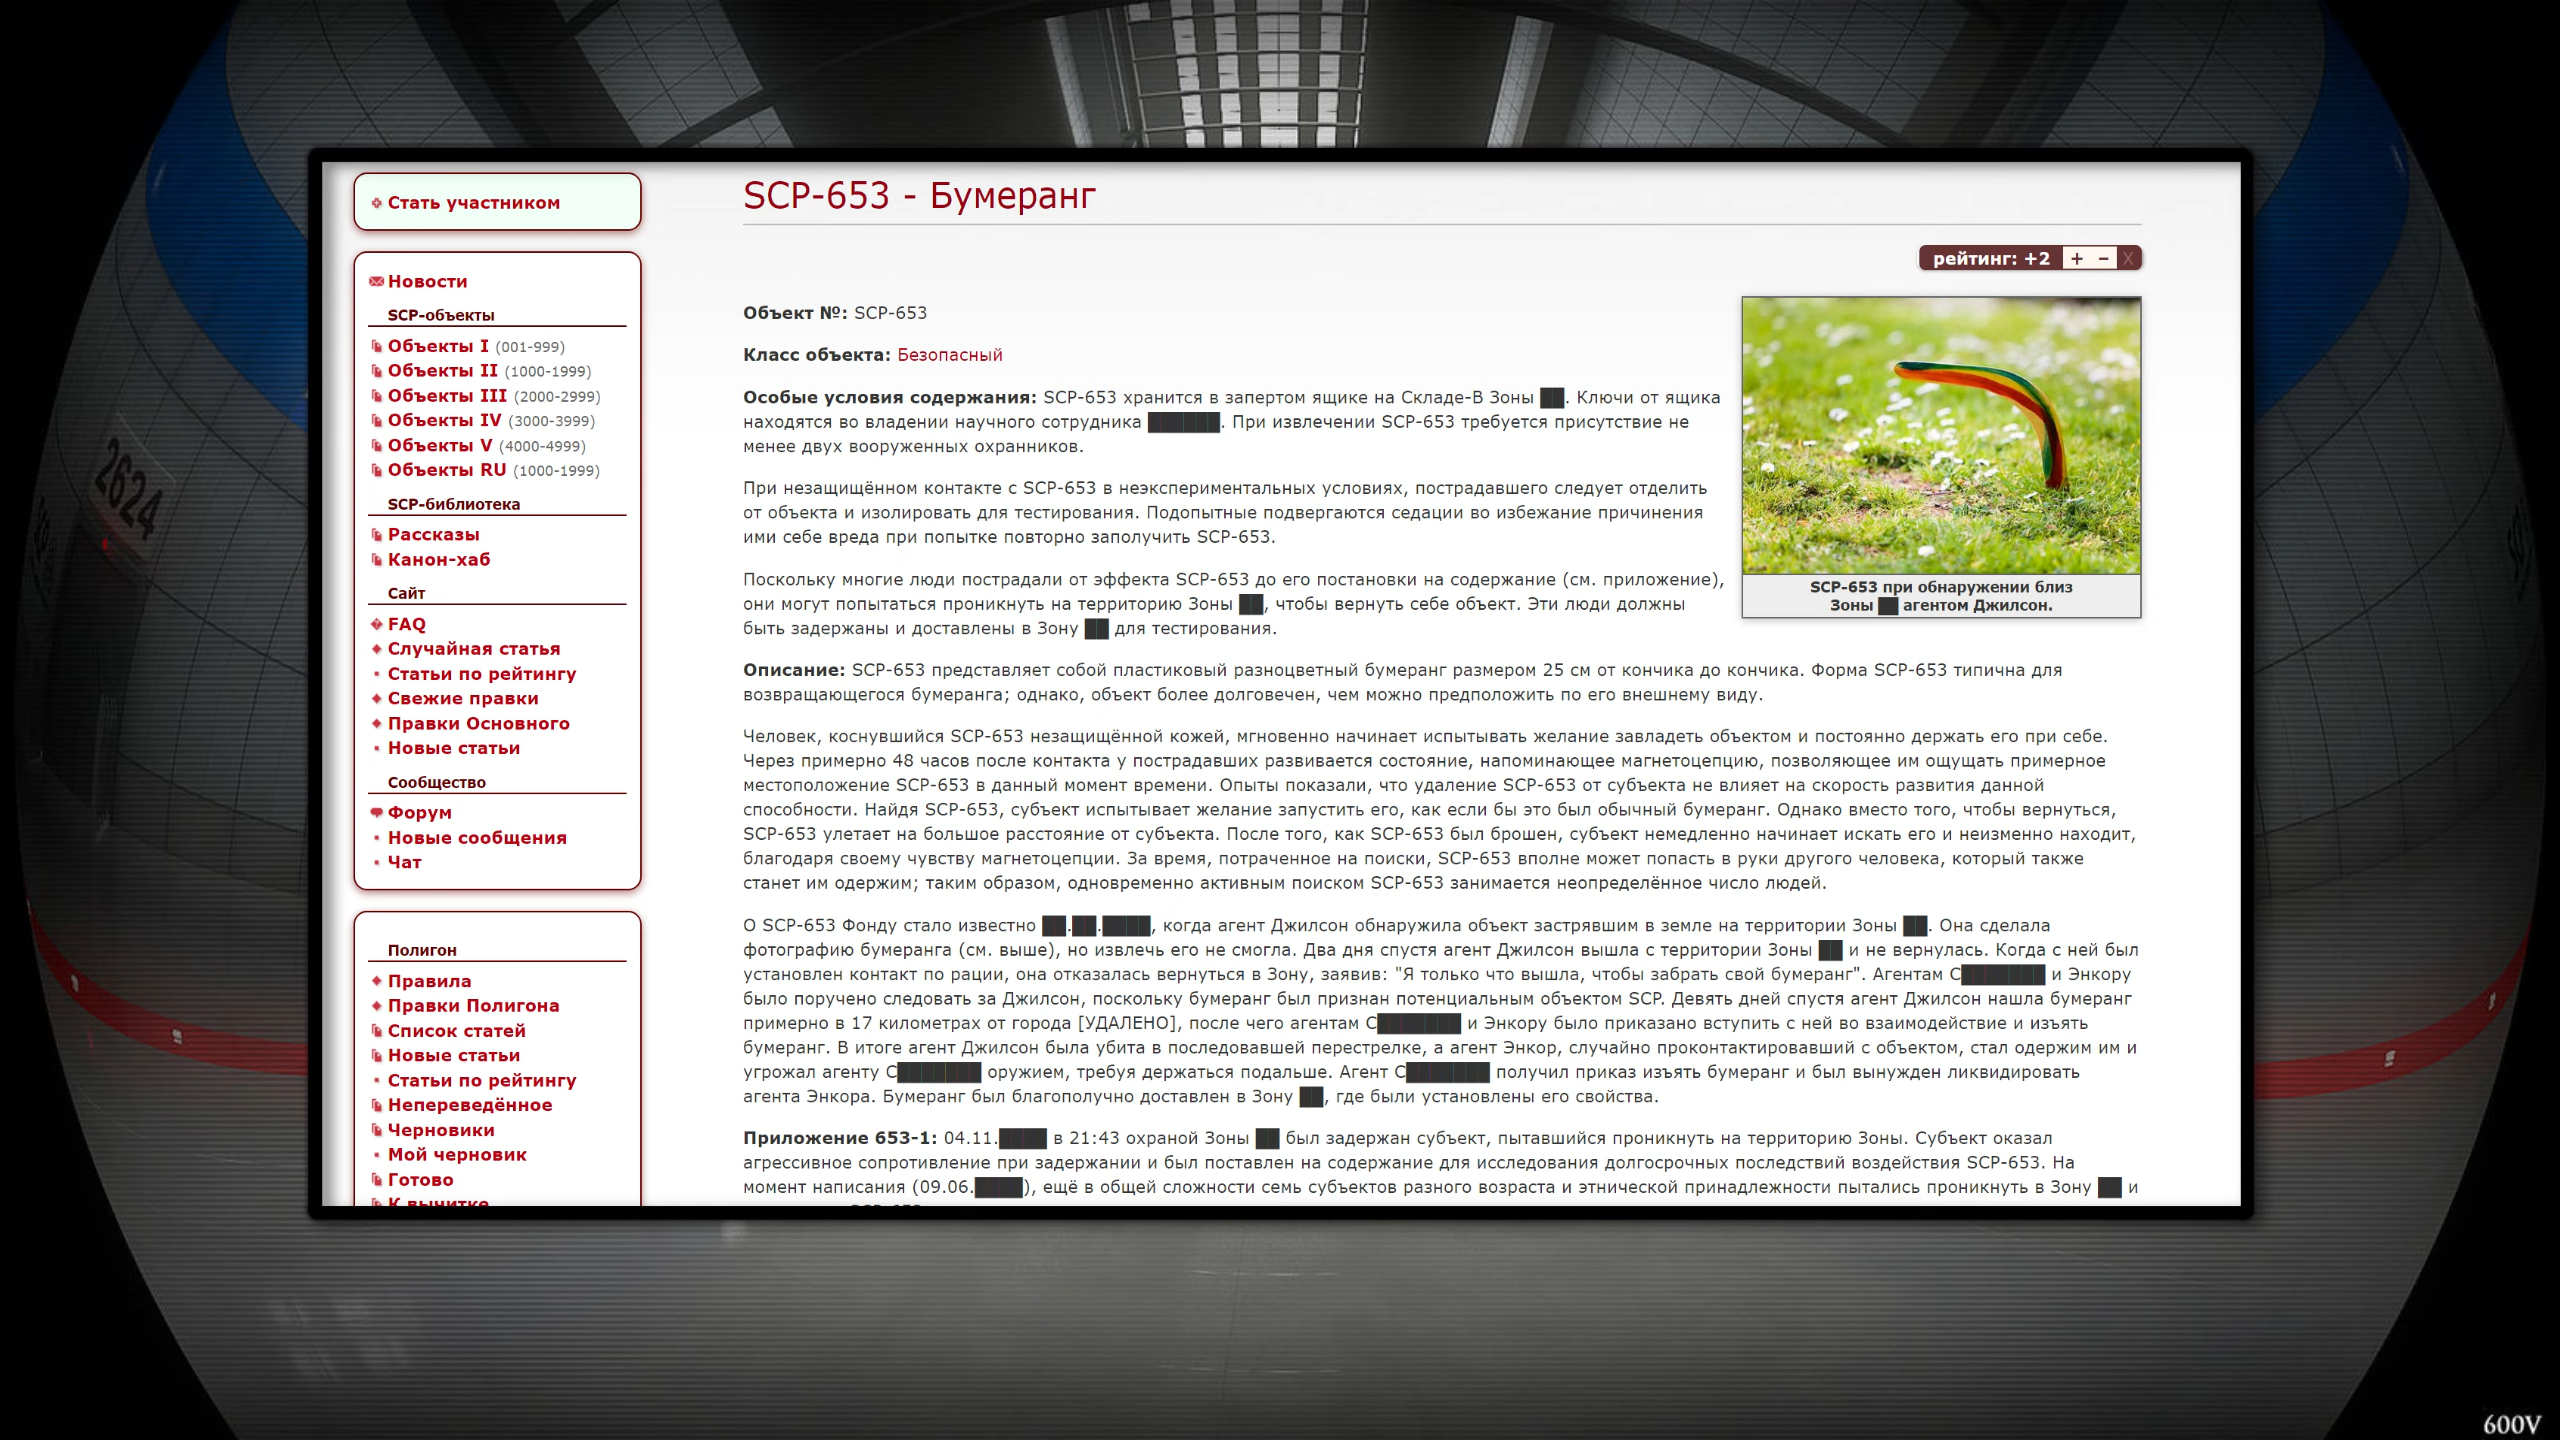 Стать участником
Новости
SCP-объекты
Объекты I (001-999)
Объекты II (1000-1999)
Объекты III (2000-2999)
Объекты IV (3000-3999)
Объекты V (4000-4999)
Объекты RU (1000-1999)
SCP-библиотека
Рассказы
Канон-хаб
Сайт
FAQ
Случайная статья
Статьи по рейтингу
Свежие правки
Правки Основного
Новые статьи
Сообщество
Форум
Новые сообщения
Чат
Полигон
Правила
Правки Полигона
Список статей
Новые статьи
Статьи по рейтингу
Непереведённое
Черновики
Мой черновик
Готово
К вычитке
SCP-653 - Бумеранг
рейтинг: +2 + – X
Объект №: SCP-653
Класс объекта: Безопасный
Особые условия содержания: SCP-653 хранится в запертом ящике на Складе-B Зоны ██. Ключи от ящика
находятся во владении научного сотрудника ██████. При извлечении SCP-653 требуется присутствие не
менее двух вооруженных охранников.
При незащищённом контакте с SCP-653 в неэкспериментальных условиях, пострадавшего следует отделить
от объекта и изолировать для тестирования. Подопытные подвергаются седации во избежание причинения
ими себе вреда при попытке повторно заполучить SCP-653.
Поскольку многие люди пострадали от эффекта SCP-653 до его постановки на содержание (см. приложение),
они могут попытаться проникнуть на территорию Зоны ██, чтобы вернуть себе объект. Эти люди должны
быть задержаны и доставлены в Зону ██ для тестирования.
SCP-653 при обнаружении близ
Зоны ██ агентом Джилсон.
Описание: SCP-653 представляет собой пластиковый разноцветный бумеранг размером 25 см от кончика до кончика. Форма SCP-653 типична для
возвращающегося бумеранга; однако, объект более долговечен, чем можно предположить по его внешнему виду.
Человек, коснувшийся SCP-653 незащищённой кожей, мгновенно начинает испытывать желание завладеть объектом и постоянно держать его при себе.
Через примерно 48 часов после контакта у пострадавших развивается состояние, напоминающее магнетоцепцию, позволяющее им ощущать примерное
местоположение SCP-653 в данный момент времени. Опыты показали, что удаление SCP-653 от субъекта не влияет на скорость развития данной
способности. Найдя SCP-653, субъект испытывает желание запустить его, как если бы это был обычный бумеранг. Однако вместо того, чтобы вернуться,
SCP-653 улетает на большое расстояние от субъекта. После того, как SCP-653 был брошен, субъект немедленно начинает искать его и неизменно находит,
благодаря своему чувству магнетоцепции. За время, потраченное на поиски, SCP-653 вполне может попасть в руки другого человека, который также
станет им одержим; таким образом, одновременно активным поиском SCP-653 занимается неопределённое число людей.
О SCP-653 Фонду стало известно ██.██.████, когда агент Джилсон обнаружила объект застрявшим в земле на территории Зоны ██. Она сделала
фотографию бумеранга (см. выше), но извлечь его не смогла. Два дня спустя агент Джилсон вышла с территории Зоны ██ и не вернулась. Когда с ней был
установлен контакт по рации, она отказалась вернуться в Зону, заявив: "Я только что вышла, чтобы забрать свой бумеранг". Агентам С███████ и Энкору
было поручено следовать за Джилсон, поскольку бумеранг был признан потенциальным объектом SCP. Девять дней спустя агент Джилсон нашла бумеранг
примерно в 17 километрах от города [УДАЛЕНО], после чего агентам С███████ и Энкору было приказано вступить с ней во взаимодействие и изъять
бумеранг. В итоге агент Джилсон была убита в последовавшей перестрелке, а агент Энкор, случайно проконтактировавший с объектом, стал одержим им и
угрожал агенту С███████ оружием, требуя держаться подальше. Агент С███████ получил приказ изъять бумеранг и был вынужден ликвидировать
агента Энкора. Бумеранг был благополучно доставлен в Зону ██, где были установлены его свойства.
Приложение 653-1: 04.11.████ в 21:43 охраной Зоны ██ был задержан субъект, пытавшийся проникнуть на территорию Зоны. Субъект оказал
агрессивное сопротивление при задержании и был поставлен на содержание для исследования долгосрочных последствий воздействия SCP-653. На
момент написания (09.06.████), ещё в общей сложности семь субъектов разного возраста и этнической принадлежности пытались проникнуть в Зону ██ и
2624
600V